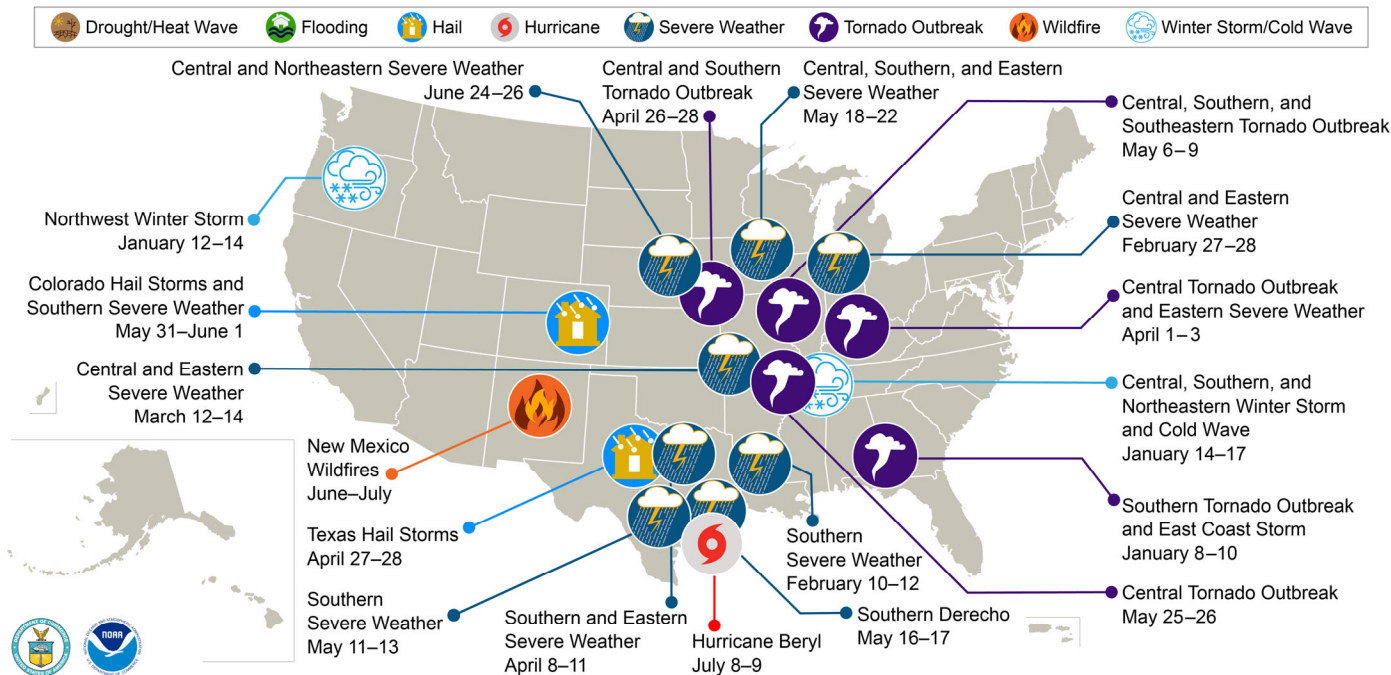 Drought/Heat Wave
Flooding
Hail
Hurricane
Severe Weather
Tornado Outbreak
Wildfire
Winter Storm/Cold Wave
Central and Northeastern Severe Weather
June 24–26
Central and Southern
Tornado Outbreak
April 26–28
Central, Southern, and Eastern
Severe Weather
May 18–22
Central, Southern, and
Southeastern Tornado Outbreak
May 6–9
Northwest Winter Storm
January 12–14
Central and Eastern
Severe Weather
February 27–28
Colorado Hail Storms and
Southern Severe Weather
May 31–June 1
Central Tornado Outbreak
and Eastern Severe Weather
April 1–3
Central and Eastern
Severe Weather
March 12–14
Central, Southern, and
Northeastern Winter Storm
and Cold Wave
January 14–17
New Mexico
Wildfires
June–July
Southern Tornado Outbreak
and East Coast Storm
January 8–10
Texas Hail Storms
April 27–28
Southern
Severe Weather
February 10–12
Central Tornado Outbreak
May 25–26
Southern
Severe Weather
May 11–13
Southern and Eastern
Severe Weather
April 8–11
Hurricane Beryl
July 8–9
Southern Derecho
May 16–17
NOAA